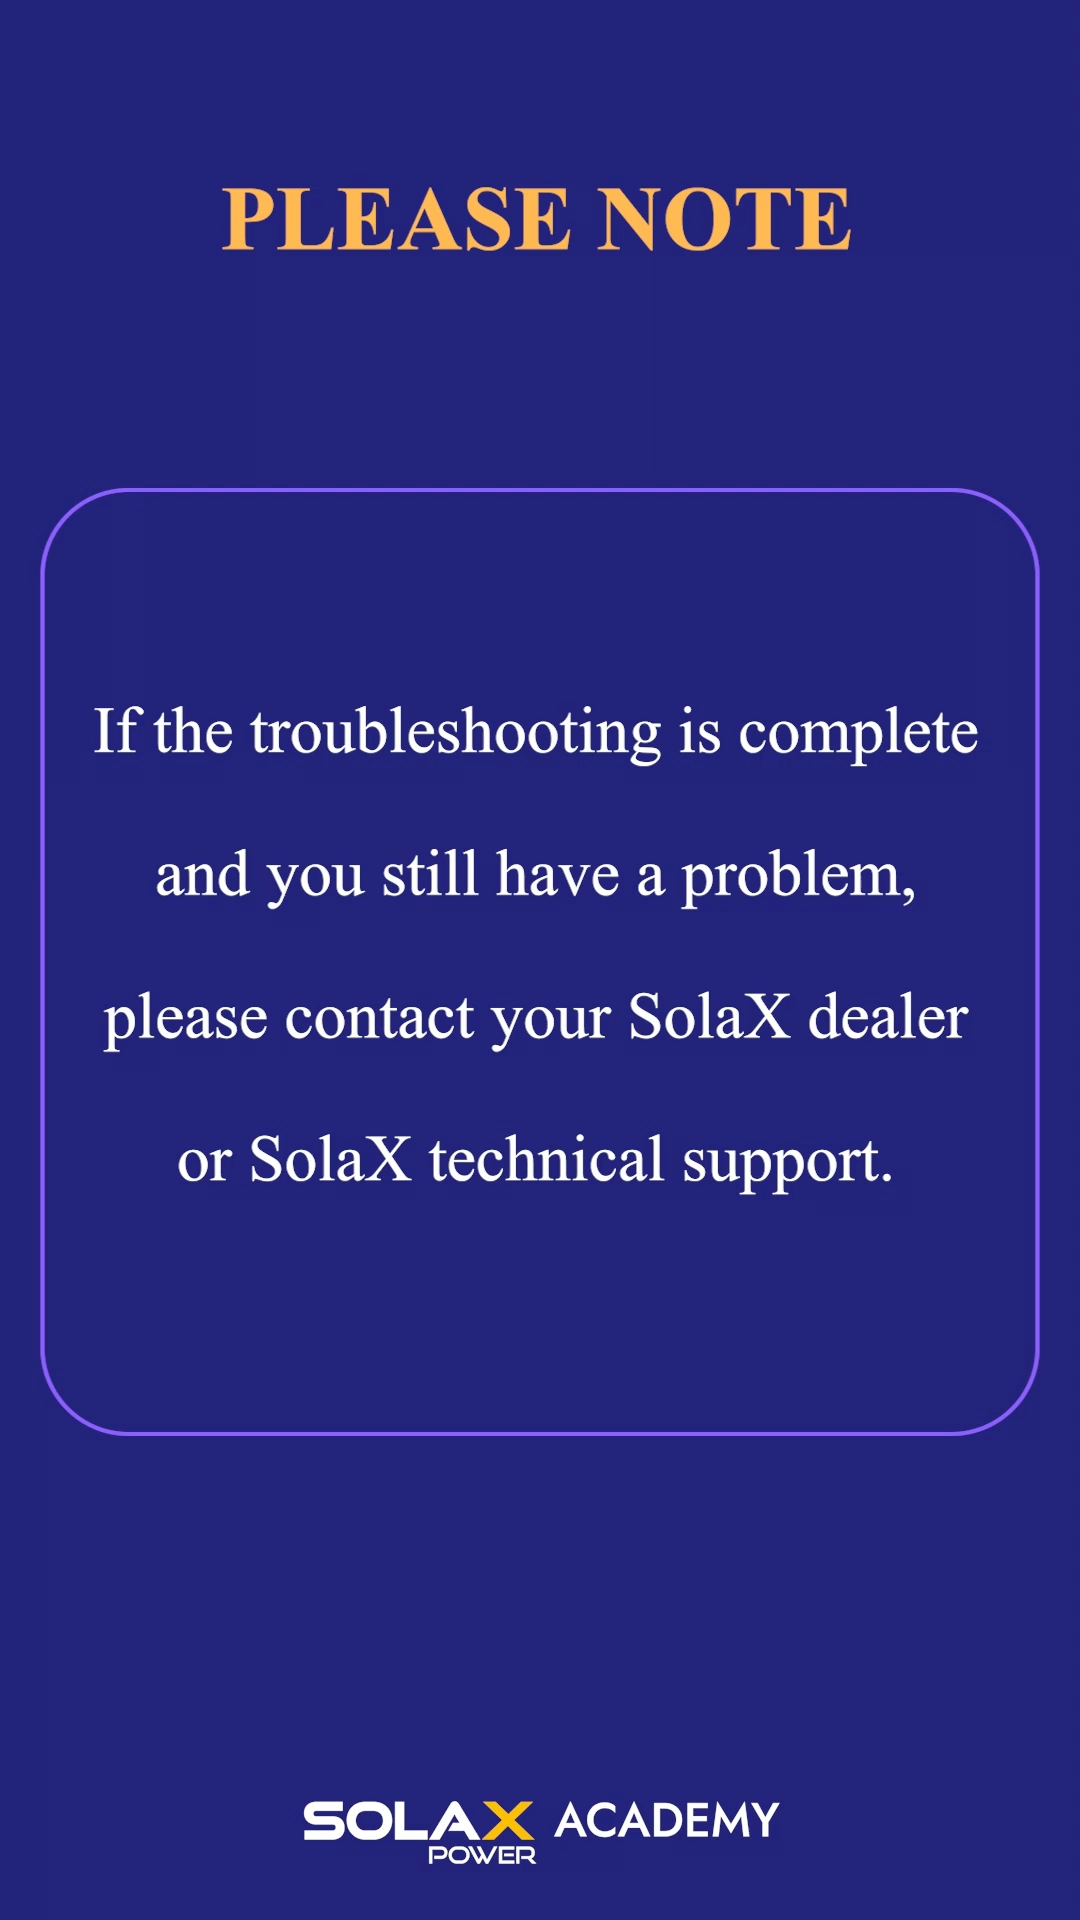 PLEASE NOTE
If the troubleshooting is complete
and you still have a problem,
please contact your SolaX dealer
or SolaX technical support.
SOLAX ACADEMY
POWER